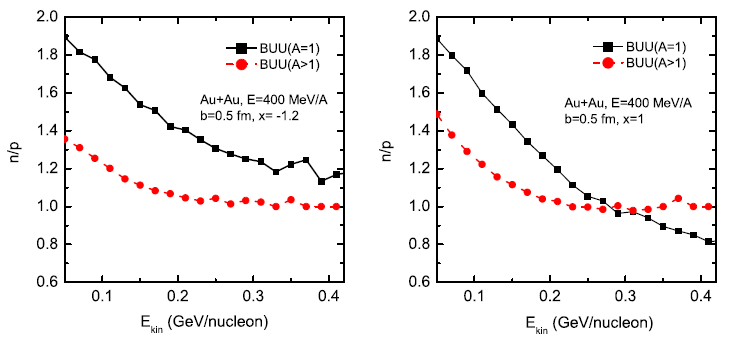 2.0
1.8
1.6
1.4
1.2
1.0
0.8
0.6
n/p
BUU(A=1)
BUU(A>1)
Au+Au, E=400 MeV/A
b=0.5 fm, x= -1.2
0.1 0.2 0.3 0.4
E_kin (GeV/nucleon)
2.0
1.8
1.6
1.4
1.2
1.0
0.8
0.6
n/p
BUU(A=1)
BUU(A>1)
Au+Au, E=400 MeV/A
b=0.5 fm, x=1
0.1 0.2 0.3 0.4
E_kin (GeV/nucleon)